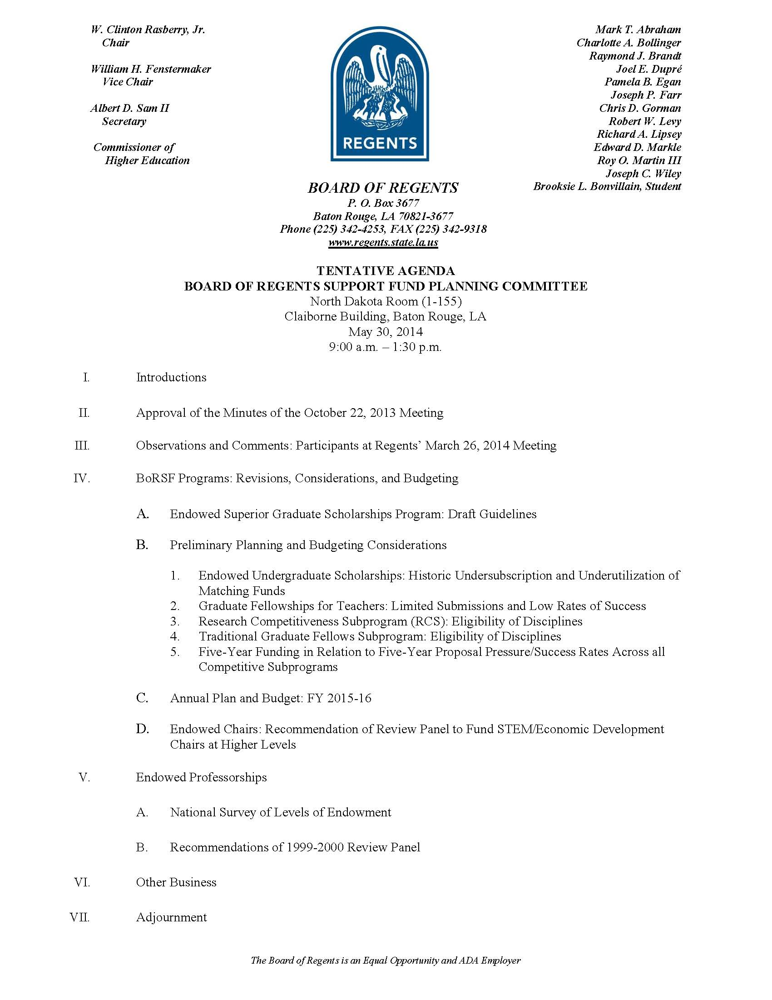 W. Clinton Rasberry, Jr.
Chair
William H. Fenstermaker
Vice Chair
Albert D. Sam II
Secretary
Commissioner of
Higher Education
REGENTS
Mark T. Abraham
Charlotte A. Bollinger
Raymond J. Brandt
Joel E. Dupré
Pamela B. Egan
Joseph P. Farr
Chris D. Gorman
Robert W. Levy
Richard A. Lipsey
Edward D. Markle
Roy O. Martin III
Joseph C. Wiley
Brooksie L. Bonvillain, Student
BOARD OF REGENTS
P. O. Box 3677
Baton Rouge, LA 70821-3677
Phone (225) 342-4253, FAX (225) 342-9318
www.regents.state.la.us
TENTATIVE AGENDA
BOARD OF REGENTS SUPPORT FUND PLANNING COMMITTEE
North Dakota Room (1-155)
Claiborne Building, Baton Rouge, LA
May 30, 2014
9:00 a.m. – 1:30 p.m.
I. Introductions
II. Approval of the Minutes of the October 22, 2013 Meeting
III. Observations and Comments: Participants at Regents’ March 26, 2014 Meeting
IV. BoRSF Programs: Revisions, Considerations, and Budgeting
A. Endowed Superior Graduate Scholarships Program: Draft Guidelines
B. Preliminary Planning and Budgeting Considerations
1. Endowed Undergraduate Scholarships: Historic Undersubscription and Underutilization of
Matching Funds
2. Graduate Fellowships for Teachers: Limited Submissions and Low Rates of Success
3. Research Competitiveness Subprogram (RCS): Eligibility of Disciplines
4. Traditional Graduate Fellows Subprogram: Eligibility of Disciplines
5. Five-Year Funding in Relation to Five-Year Proposal Pressure/Success Rates Across all
Competitive Subprograms
C. Annual Plan and Budget: FY 2015-16
D. Endowed Chairs: Recommendation of Review Panel to Fund STEM/Economic Development
Chairs at Higher Levels
V. Endowed Professorships
A. National Survey of Levels of Endowment
B. Recommendations of 1999-2000 Review Panel
VI. Other Business
VII. Adjournment
The Board of Regents is an Equal Opportunity and ADA Employer